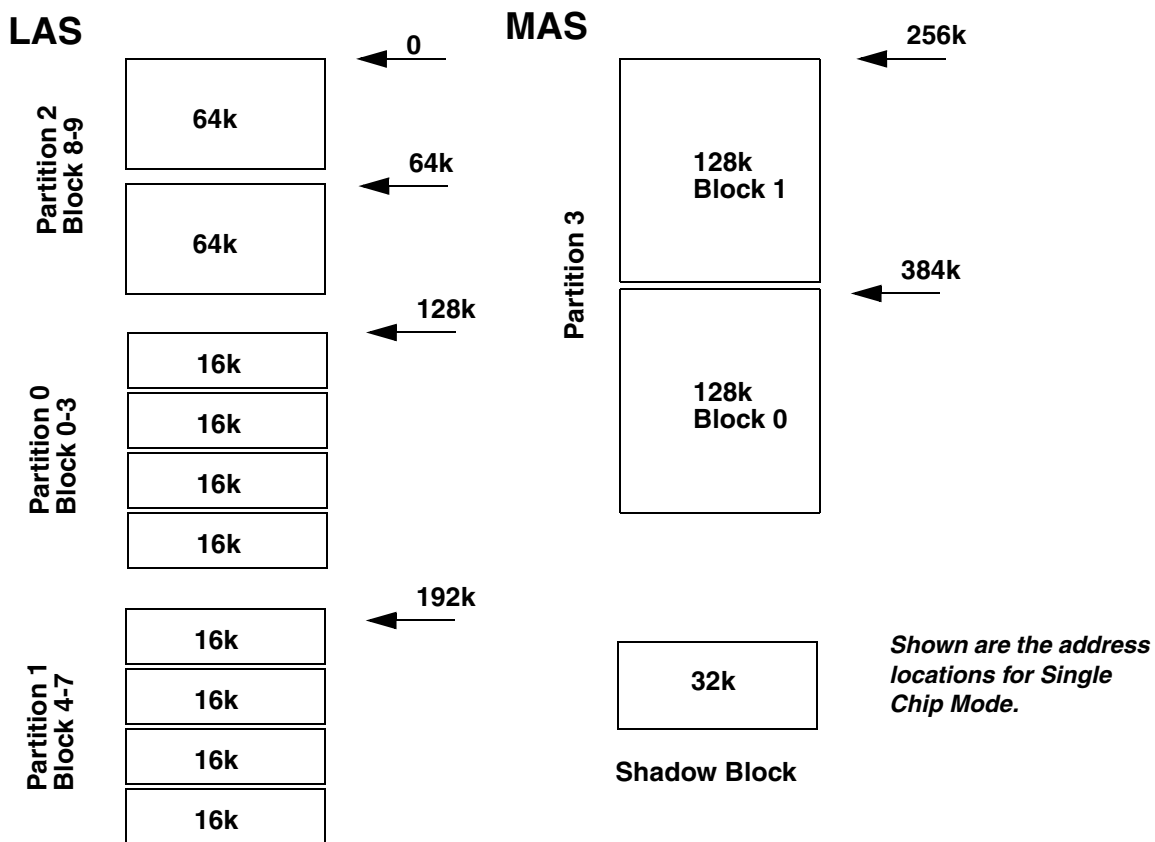 LAS
0
Partition 2
Block 8-9
64k
64k
64k
128k
Partition 0
Block 0-3
16k
16k
16k
16k
192k
Partition 1
Block 4-7
16k
16k
16k
16k
MAS
256k
Partition 3
128k
Block 1
384k
128k
Block 0
32k
Shadow Block
Shown are the address
locations for Single
Chip Mode.